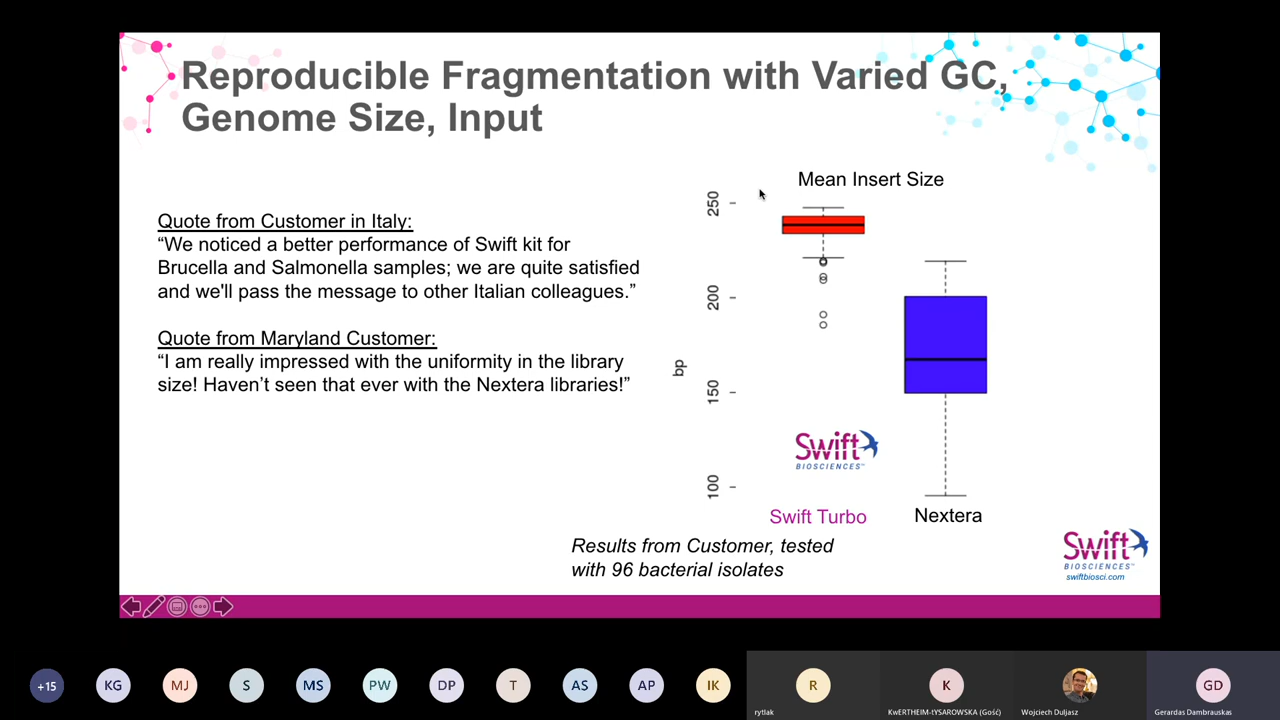 Reproducible Fragmentation with Varied GC,
Genome Size, Input
Quote from Customer in Italy:
“We noticed a better performance of Swift kit for
Brucella and Salmonella samples; we are quite satisfied
and we'll pass the message to other Italian colleagues.”
Quote from Maryland Customer:
“I am really impressed with the uniformity in the library
size! Haven’t seen that ever with the Nextera libraries!”
Mean Insert Size
250
200
150
100
bp
Swift
BIOSCIENCES™
Swift Turbo
Nextera
Results from Customer, tested
with 96 bacterial isolates
Swift
BIOSCIENCES™
swiftbiosci.com
+15
KG
MJ
S
MS
PW
DP
T
AS
AP
IK
R
K
GD
rytlak
KwERTHEIM-tYSAROWSKA (Gość)
Wojciech Duljasz
Gerardas Dambrauskas